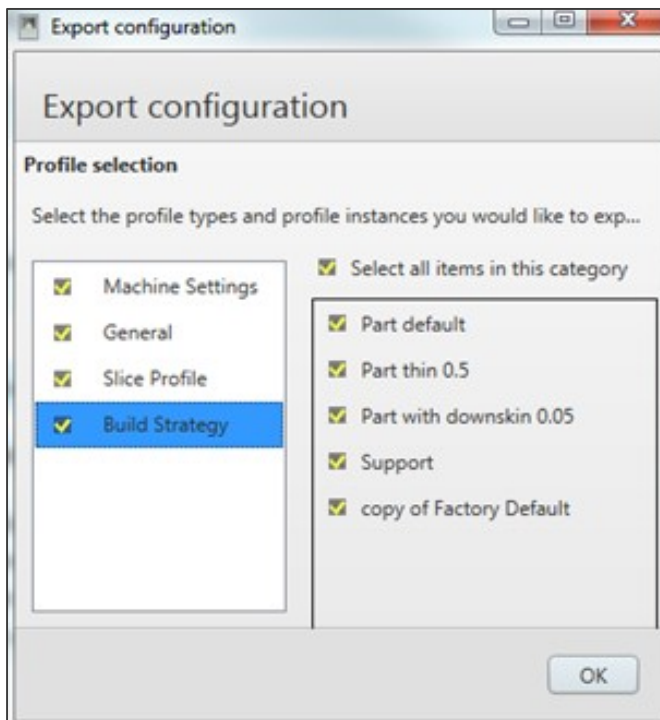 Export configuration
Export configuration
Profile selection
Select the profile types and profile instances you would like to exp...
Machine Settings
General
Slice Profile
Build Strategy
Select all items in this category
Part default
Part thin 0.5
Part with downskin 0.05
Support
copy of Factory Default
OK